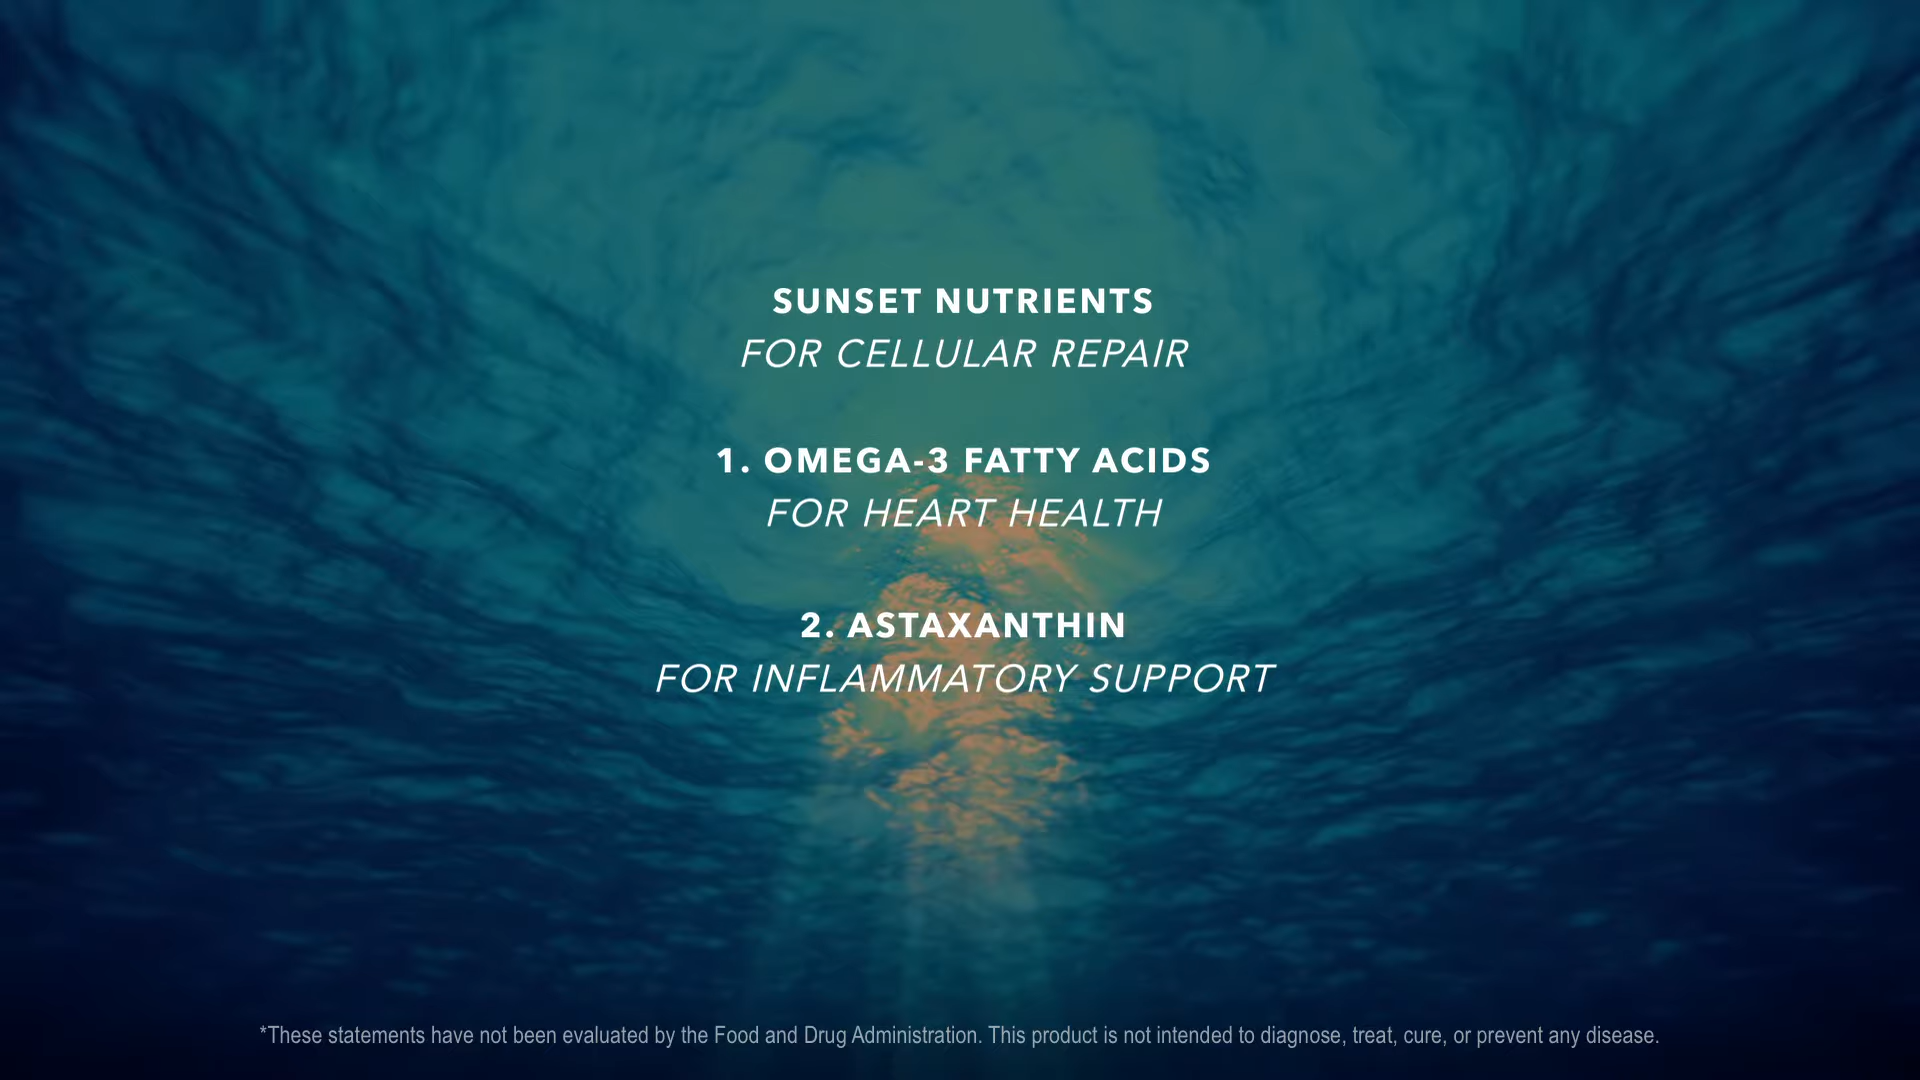 SUNSET NUTRIENTS
FOR CELLULAR REPAIR
1. OMEGA-3 FATTY ACIDS
FOR HEART HEALTH
2. ASTAXANTHIN
FOR INFLAMMATORY SUPPORT
*These statements have not been evaluated by the Food and Drug Administration. This product is not intended to diagnose, treat, cure, or prevent any disease.